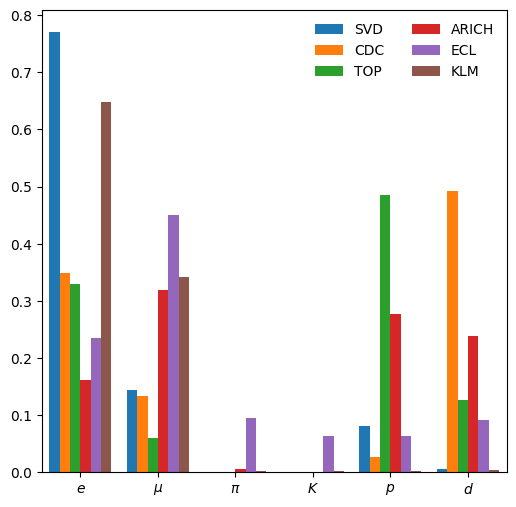 0.8
0.7
0.6
0.5
0.4
0.3
0.2
0.1
0.0
SVD
CDC
TOP
ARICH
ECL
KLM
e μ π K p d